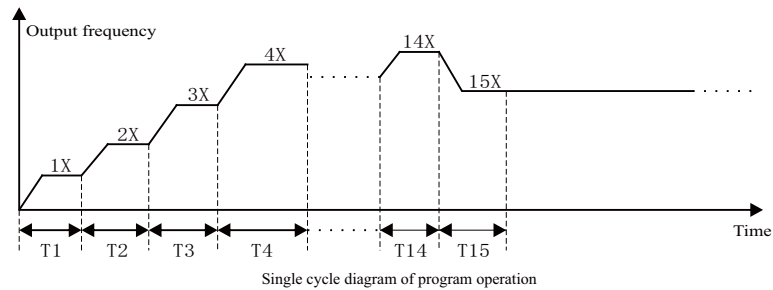 Output frequency
1X
2X
3X
4X
14X
15X
Time
T1 T2 T3 T4 T14 T15
Single cycle diagram of program operation